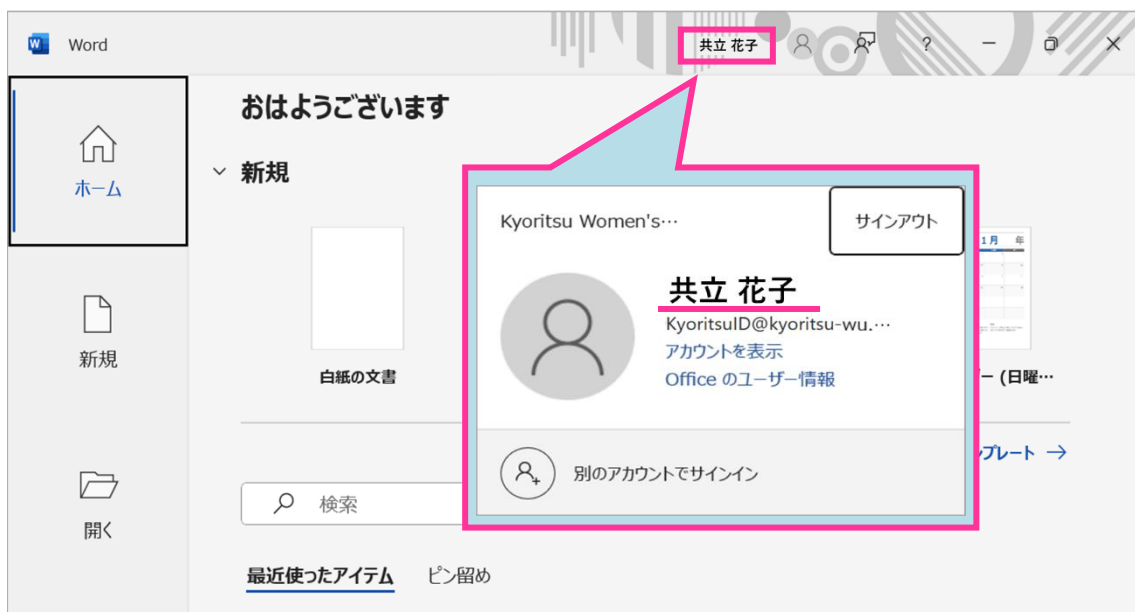 Word
共立 花子
?
おはようございます
新規
ホーム
Kyoritsu Women's…
サインアウト
共立 花子
KyoritsuID@kyoritsu-wu.…
アカウントを表示
Office のユーザー情報
別のアカウントでサインイン
1月 年
新規
白紙の文書
ー (日曜…
ンプレート →
検索
開く
最近使ったアイテム ピン留め